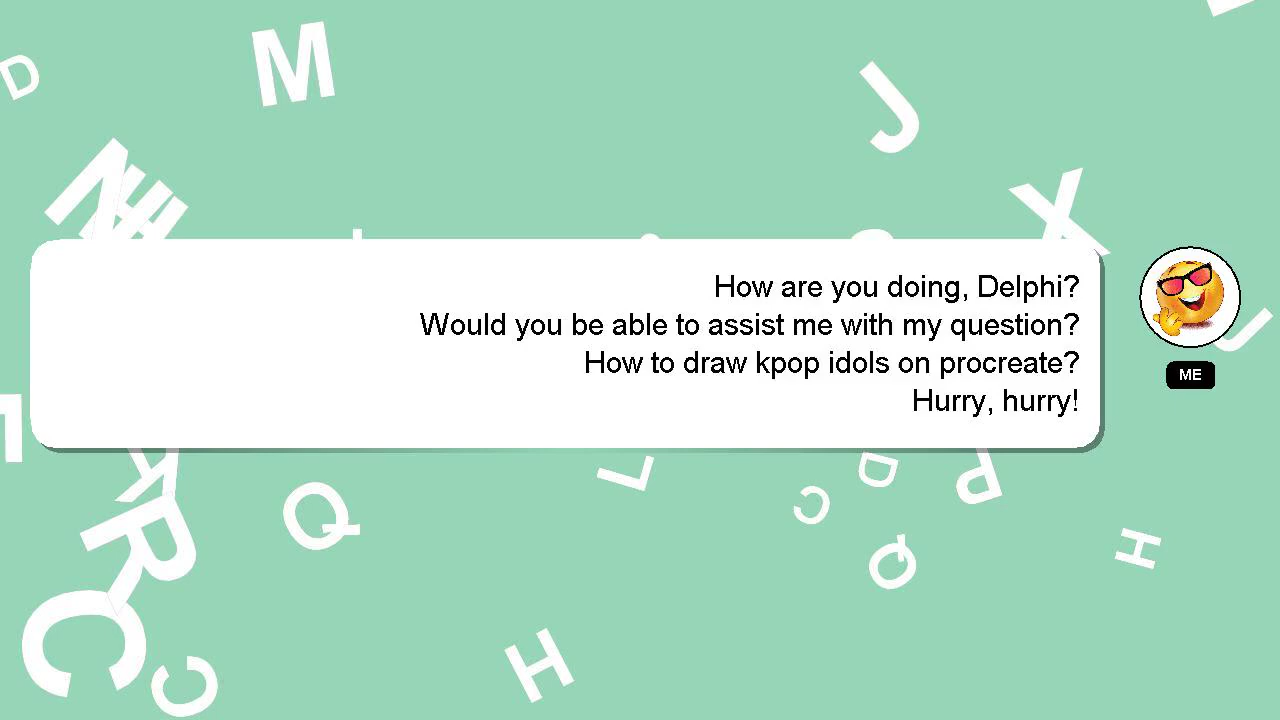 How are you doing, Delphi?
Would you be able to assist me with my question?
How to draw kpop idols on procreate?
Hurry, hurry!
ME
D
M
J
N
E
X
J
R
Q
L
C
D
P
Q
H
C
C
H